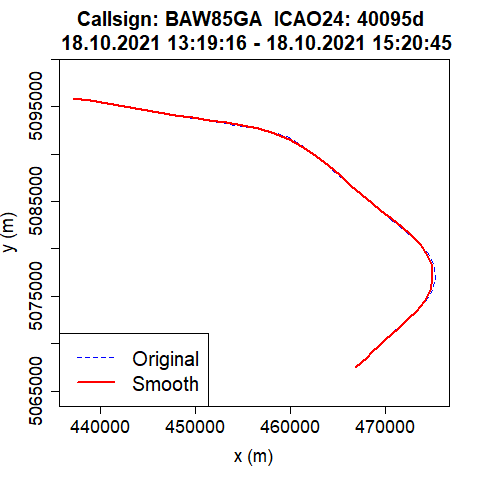 Callsign: BAW85GA  ICAO24: 40095d
18.10.2021 13:19:16 - 18.10.2021 15:20:45
5095000
5085000
5075000
5065000
y (m)
Original
Smooth
440000 450000 460000 470000
x (m)